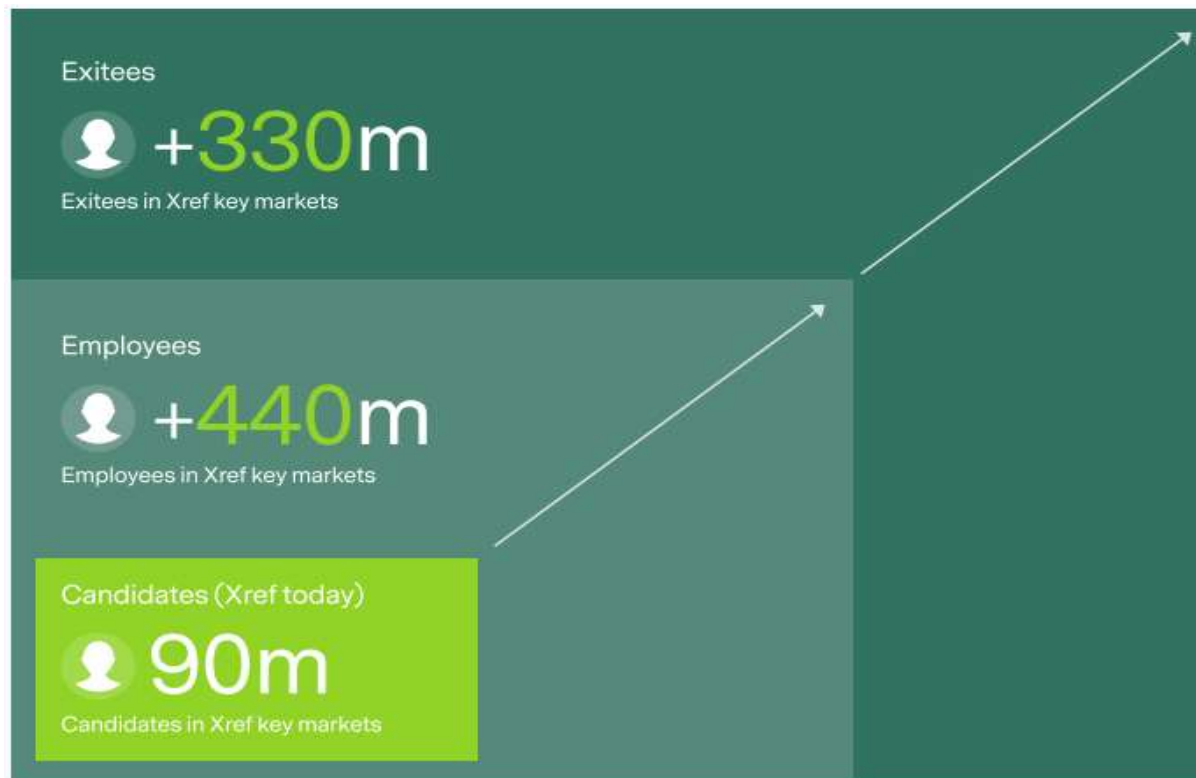 Exitees
+330m
Exitees in Xref key markets
Employees
+440m
Employees in Xref key markets
Candidates (Xref today)
90m
Candidates in Xref key markets